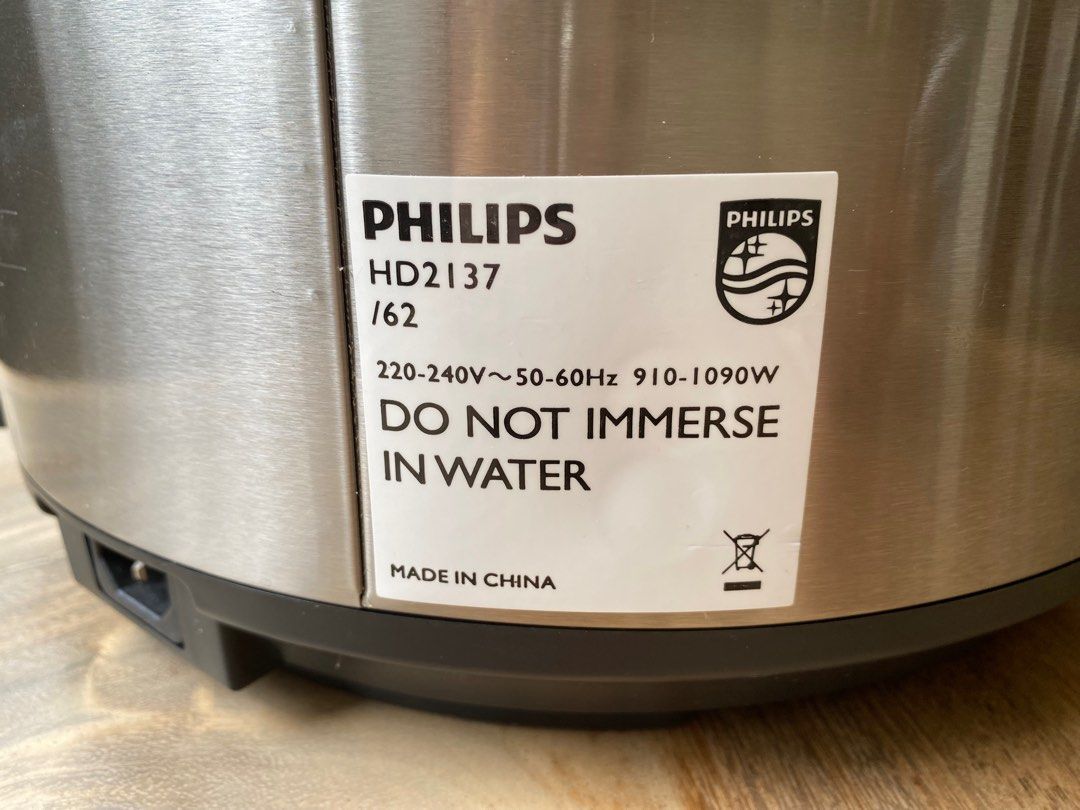 PHILIPS
PHILIPS
HD2137
/62
220-240V～50-60Hz 910-1090W
DO NOT IMMERSE
IN WATER
MADE IN CHINA